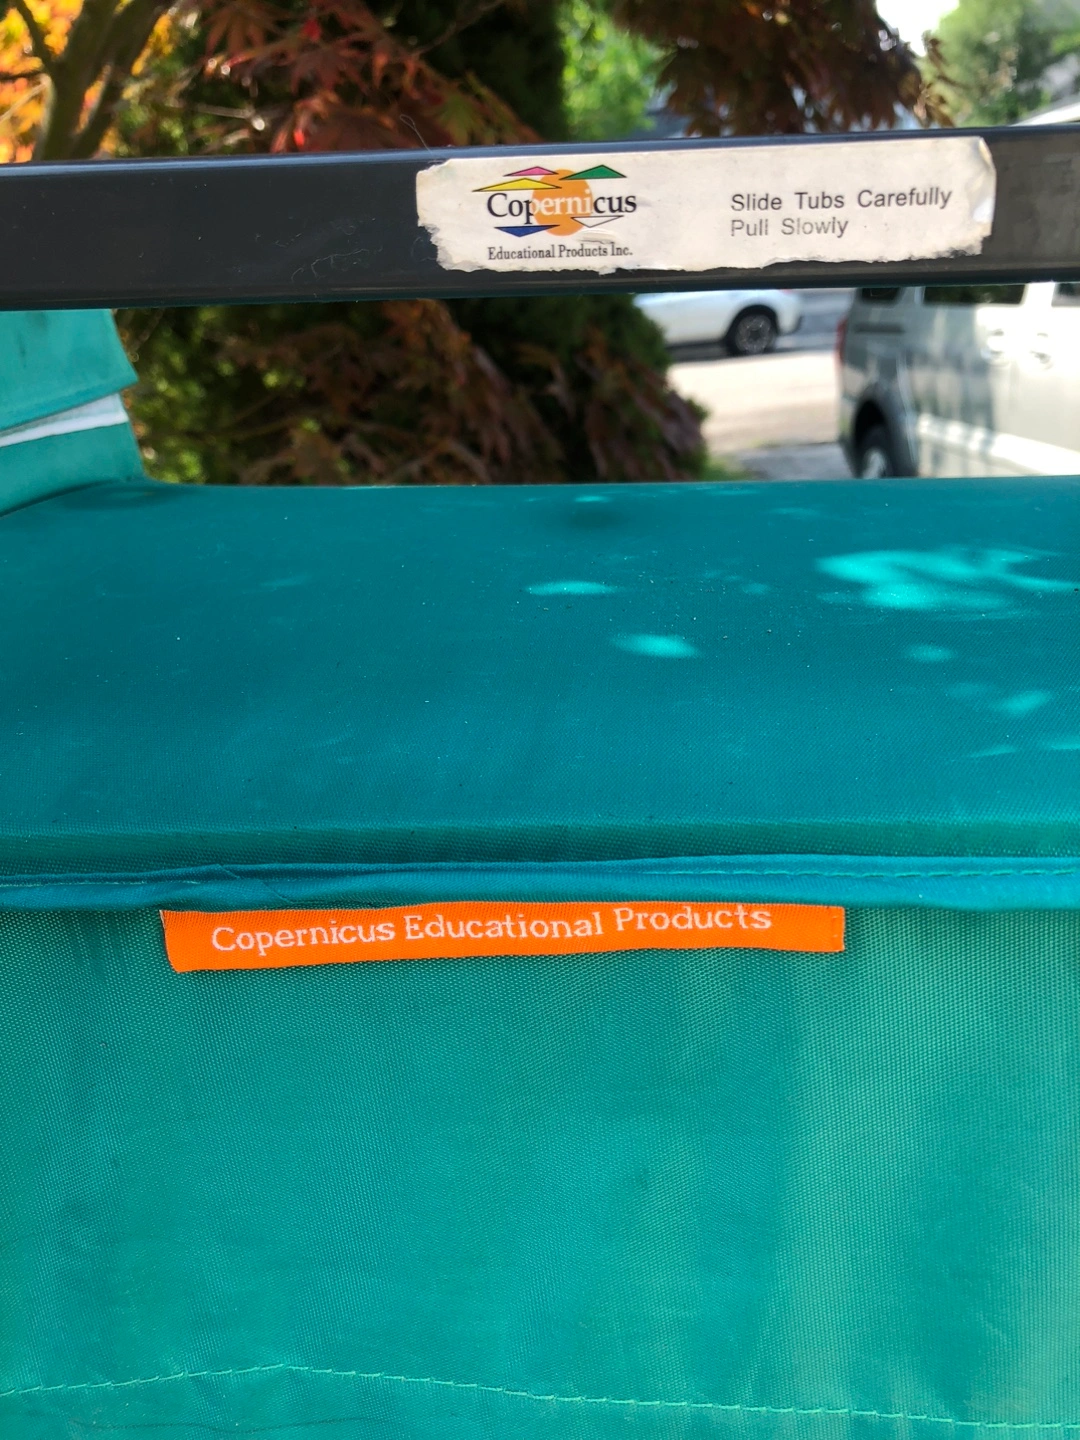 Copernicus
Educational Products Inc.
Slide Tubs Carefully
Pull Slowly
Copernicus Educational Products